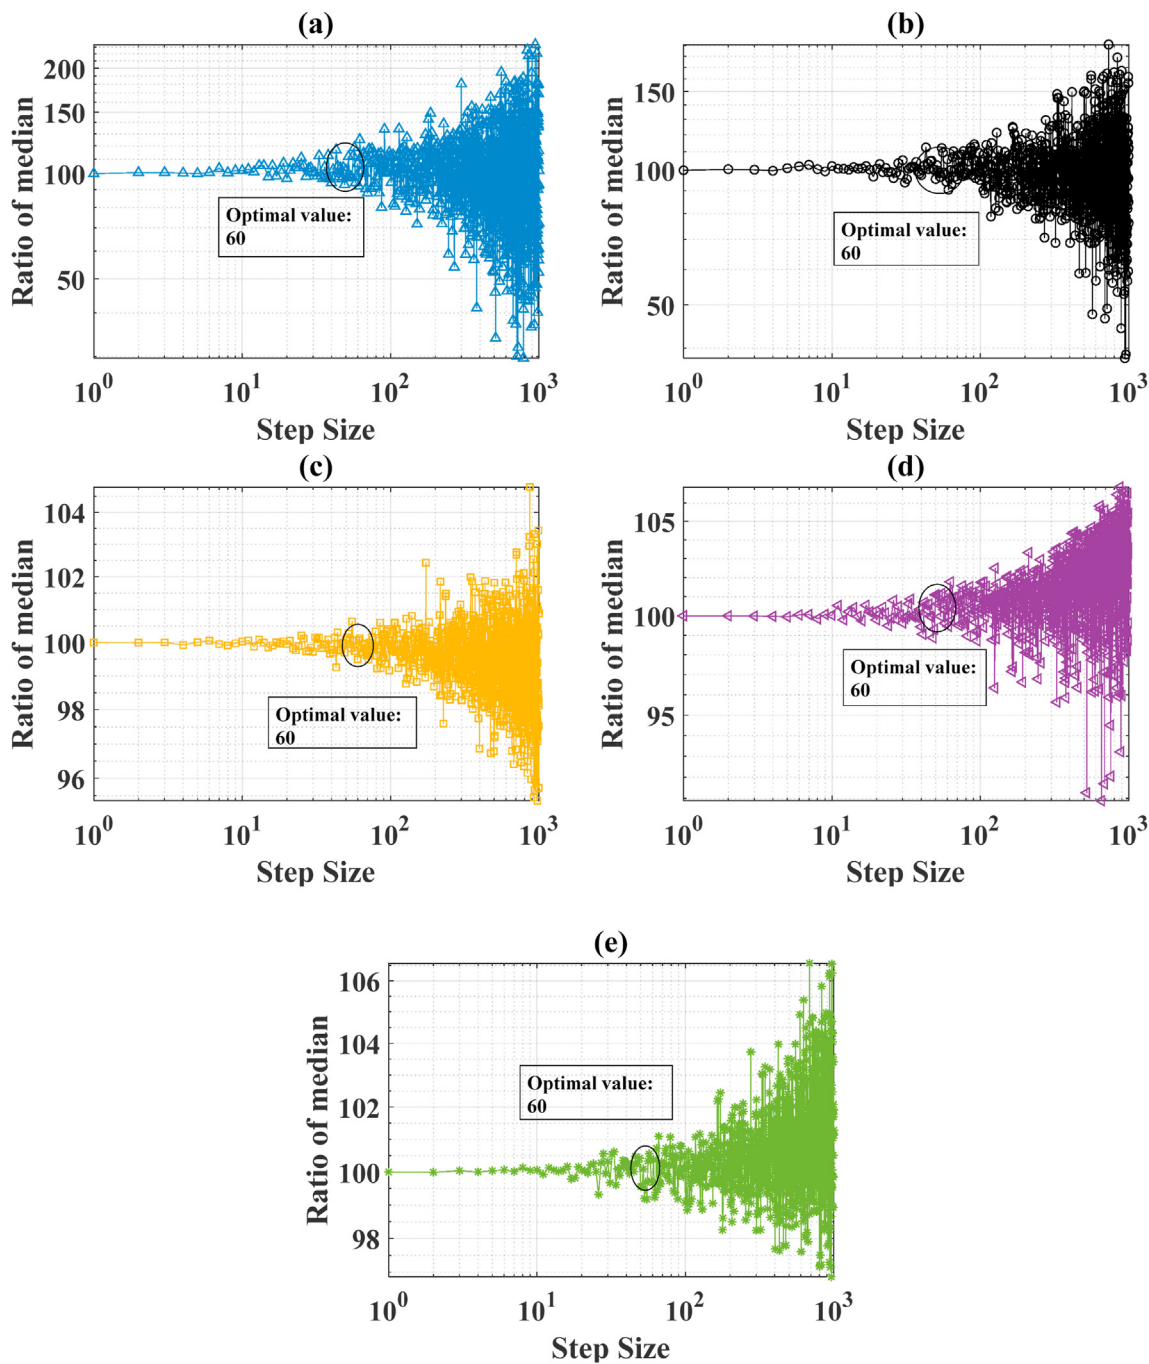 (a)
Ratio of median
200
150
100
50
Optimal value:
60
10^0 10^1 10^2 10^3
Step Size
(b)
Ratio of median
150
100
50
Optimal value:
60
10^0 10^1 10^2 10^3
Step Size
(c)
Ratio of median
104
102
100
98
96
Optimal value:
60
10^0 10^1 10^2 10^3
Step Size
(d)
Ratio of median
105
100
95
Optimal value:
60
10^0 10^1 10^2 10^3
Step Size
(e)
Ratio of median
106
104
102
100
98
Optimal value:
60
10^0 10^1 10^2 10^3
Step Size